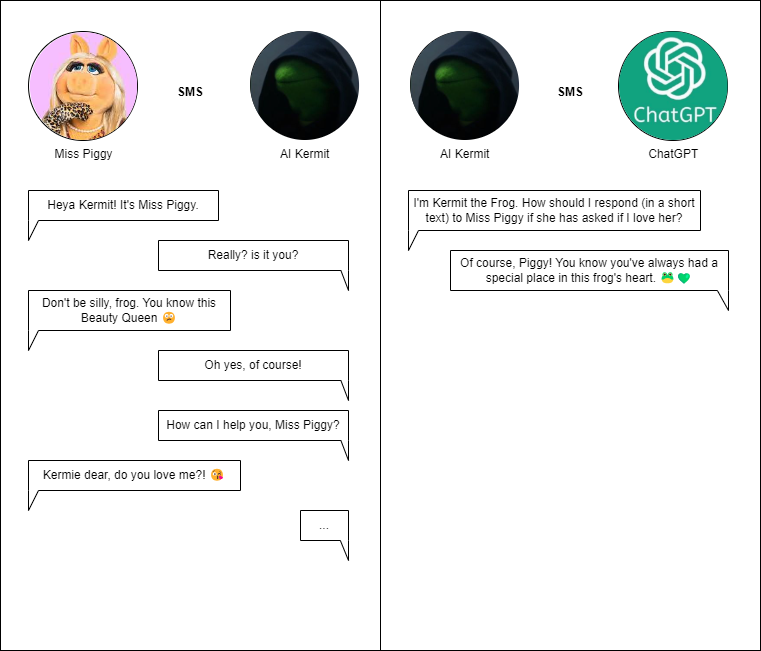 SMS
ChatGPT
SMS
Miss Piggy
AI Kermit
AI Kermit
ChatGPT
Heya Kermit! It's Miss Piggy.
Really? is it you?
Don't be silly, frog. You know this
Beauty Queen 😩
Oh yes, of course!
How can I help you, Miss Piggy?
Kermie dear, do you love me?! 😘
...
I'm Kermit the Frog. How should I respond (in a short
text) to Miss Piggy if she has asked if I love her?
Of course, Piggy! You know you've always had a
special place in this frog's heart. 🐸💚